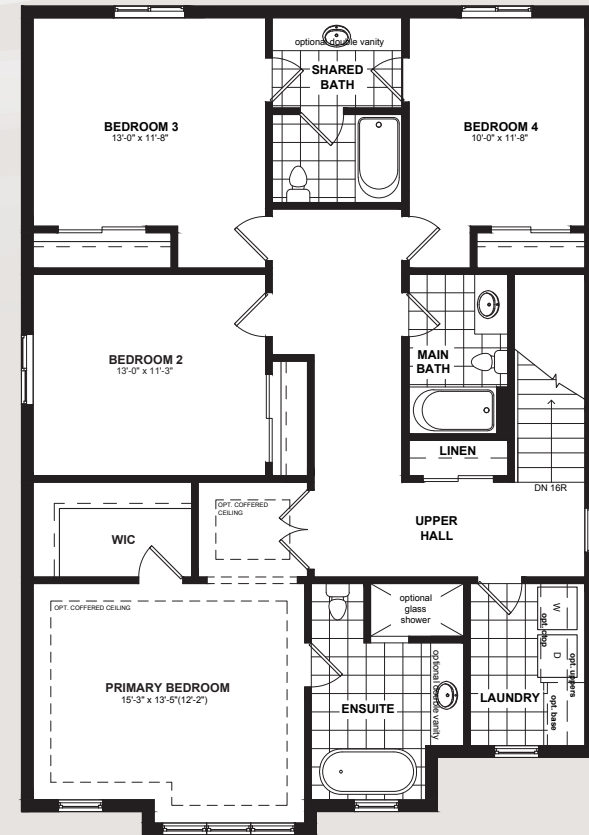 optional double vanity
SHARED
BATH
BEDROOM 3
13'-0" x 11'-8"
BEDROOM 4
10'-0" x 11'-8"
BEDROOM 2
13'-0" x 11'-3"
MAIN
BATH
LINEN
DN 16R
OPT. COFFERED
CEILING
WIC
UPPER
HALL
OPT. COFFERED CEILING
optional
glass
shower
W
opt. ctop
D
opt. uppers
PRIMARY BEDROOM
15'-3" x 13'-5"(12'-2")
ENSUITE
optional double vanity
LAUNDRY
opt. base